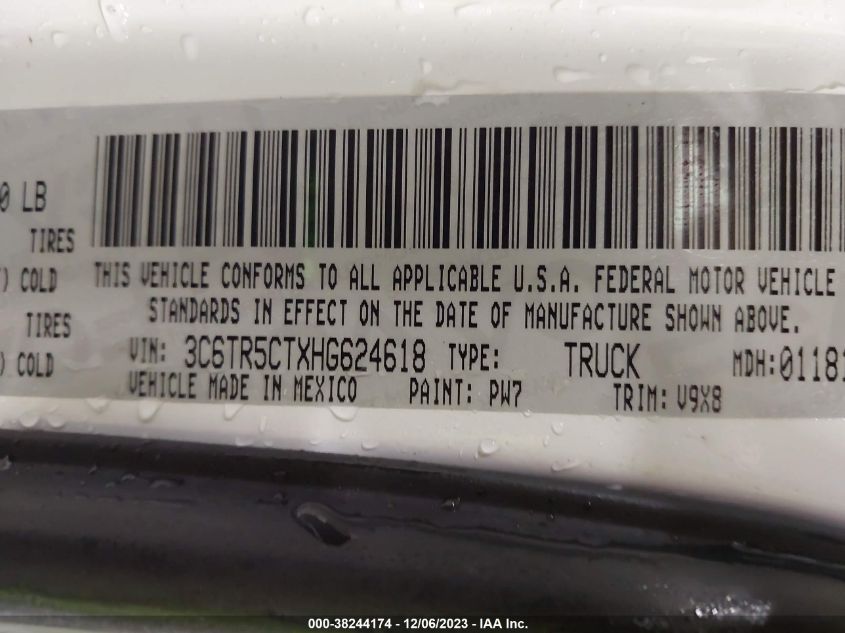 0 LB
TIRES
) COLD
TIRES
) COLD
THIS VEHICLE CONFORMS TO ALL APPLICABLE U.S.A. FEDERAL MOTOR VEHICLE
STANDARDS IN EFFECT ON THE DATE OF MANUFACTURE SHOWN ABOVE.
VIN: 3C6TR5CTXHG624618 TYPE: TRUCK MDH: 01181
VEHICLE MADE IN MEXICO PAINT: PW7 TRIM: V9X8
000-38244174 - 12/06/2023 - IAA Inc.